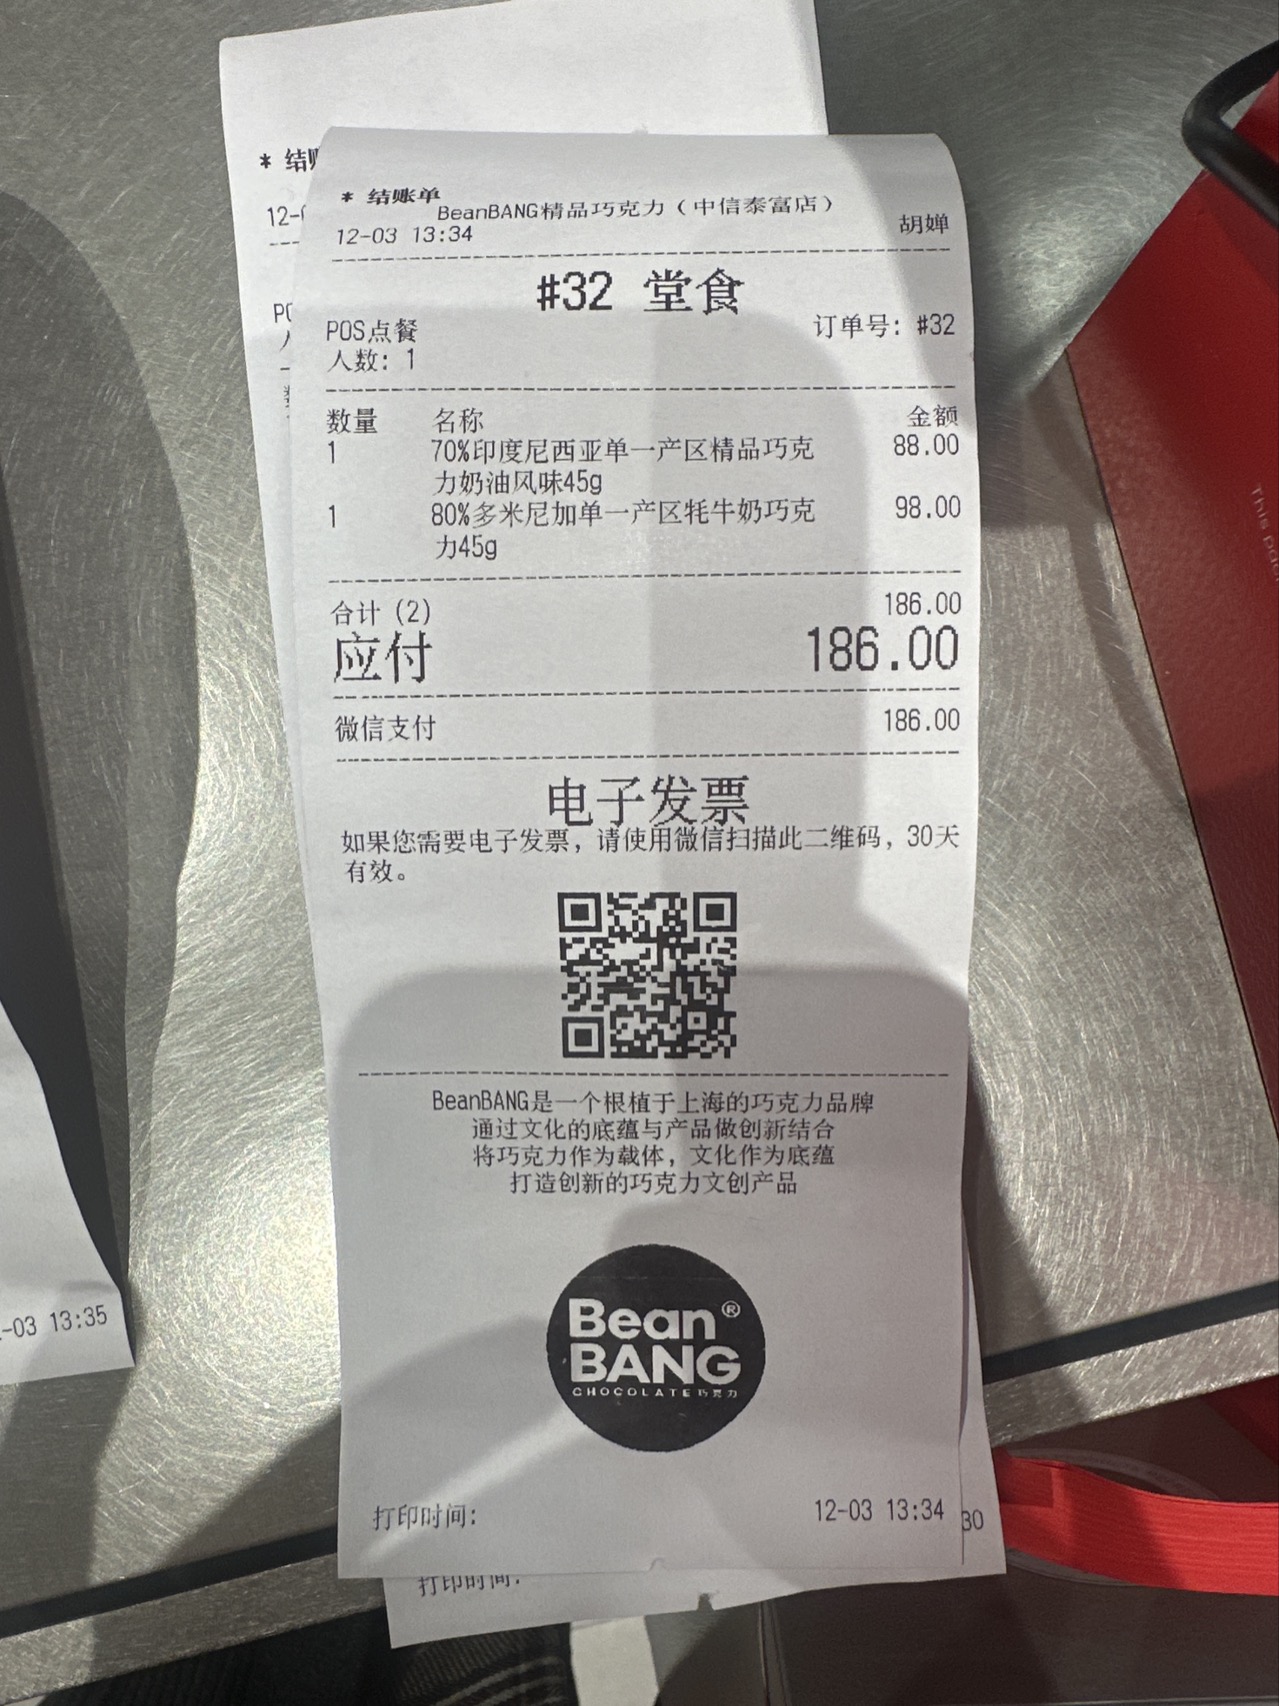 * 结账
* 结账单
BeanBANG精品巧克力（中信泰富店）
12-03 13:34
胡婵
#32 堂食
POS点餐
订单号: #32
人数: 1
数量 名称 金额
1 70%印度尼西亚单一产区精品巧克 88.00
力奶油风味45g
1 80%多米尼加单一产区牦牛奶巧克 98.00
力45g
合计 (2) 186.00
应付 186.00
微信支付 186.00
电子发票
如果您需要电子发票, 请使用微信扫描此二维码, 30天
有效。
BeanBANG是一个根植于上海的巧克力品牌
通过文化的底蕴与产品做创新结合
将巧克力作为载体, 文化作为底蕴
打造创新的巧克力文创产品
Bean®
BANG
CHOCOLATE 巧克力
打印时间: 12-03 13:34
30
打印时间:
-03 13:35